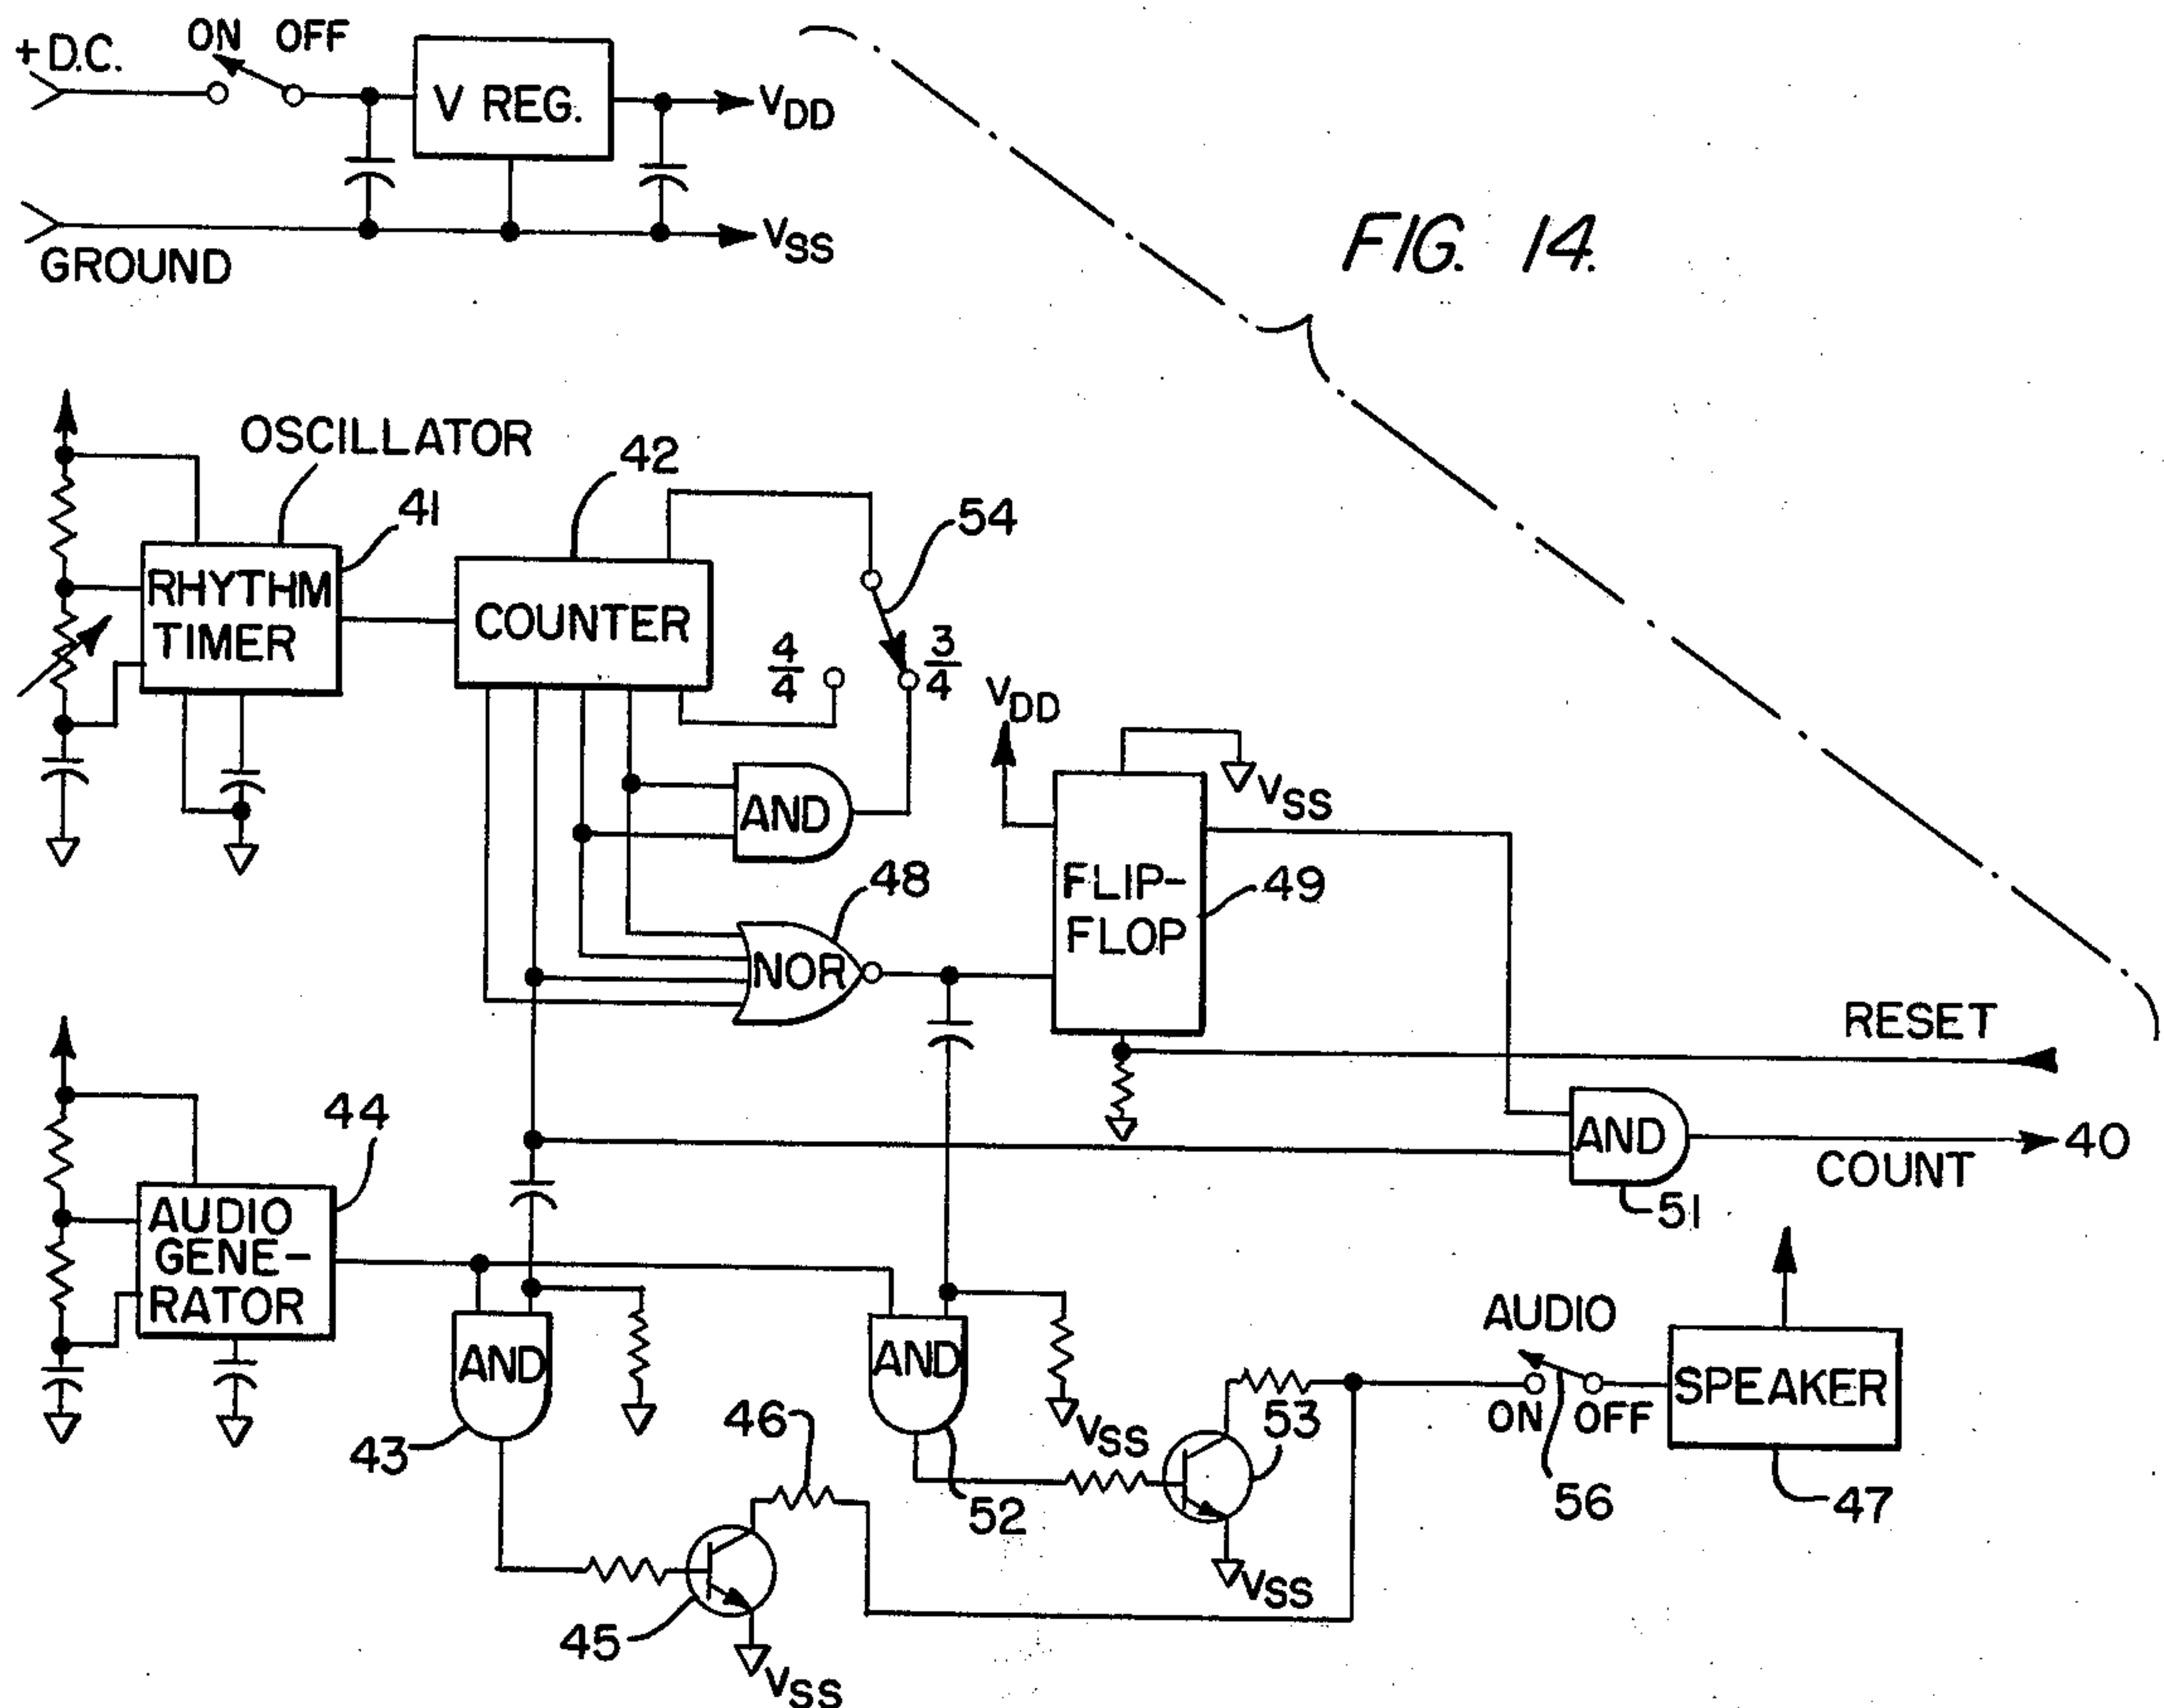 + D.C.
ON OFF
V REG.
VDD
VSS
GROUND
FIG. 14.
OSCILLATOR
41
42
54
RHYTHM
TIMER
COUNTER
4/4
3/4
VDD
VSS
AND
48
FLIP-
FLOP
49
NOR
RESET
44
AND
40
COUNT
51
AUDIO
GENE-
RATOR
AND
AND
AUDIO
ON OFF
SPEAKER
43
46
52
VSS
53
56
47
45
VSS
VSS